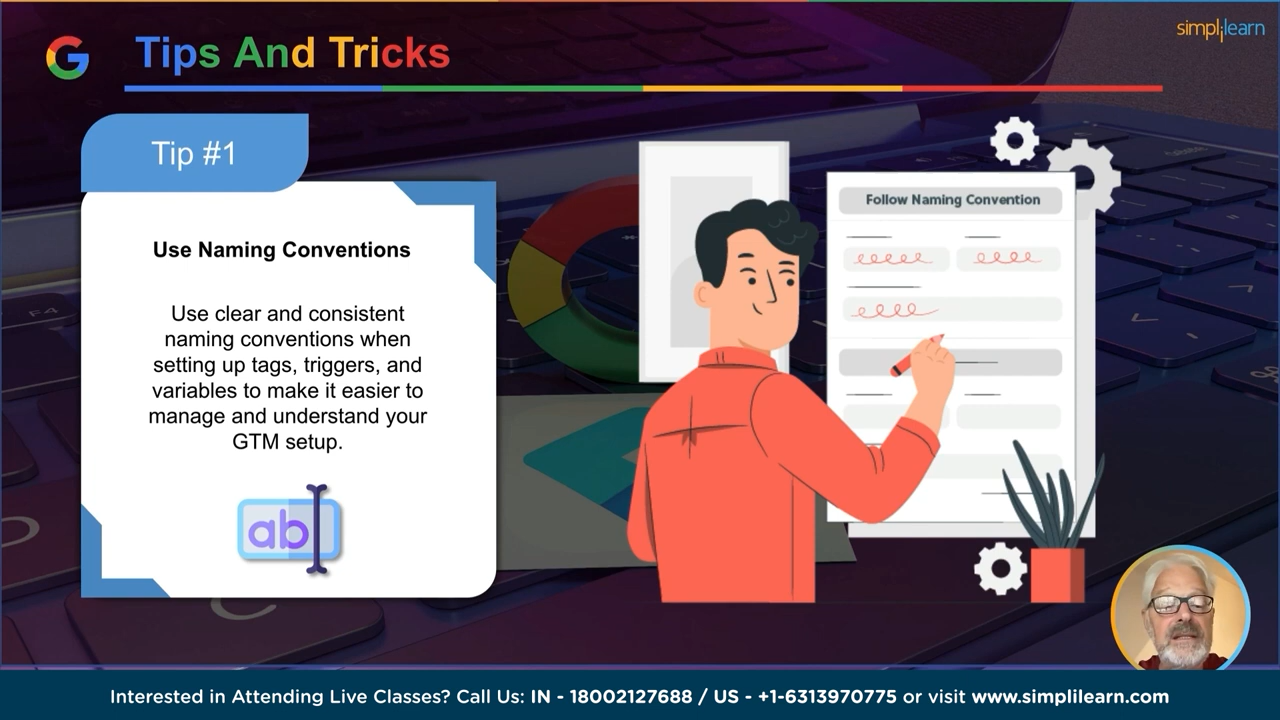 simplilearn
Tips And Tricks
Tip #1
Use Naming Conventions
Use clear and consistent
naming conventions when
setting up tags, triggers, and
variables to make it easier to
manage and understand your
GTM setup.
ab
Follow Naming Convention
F4
C
Interested in Attending Live Classes? Call Us: IN - 18002127688 / US - +1-6313970775 or visit www.simplilearn.com